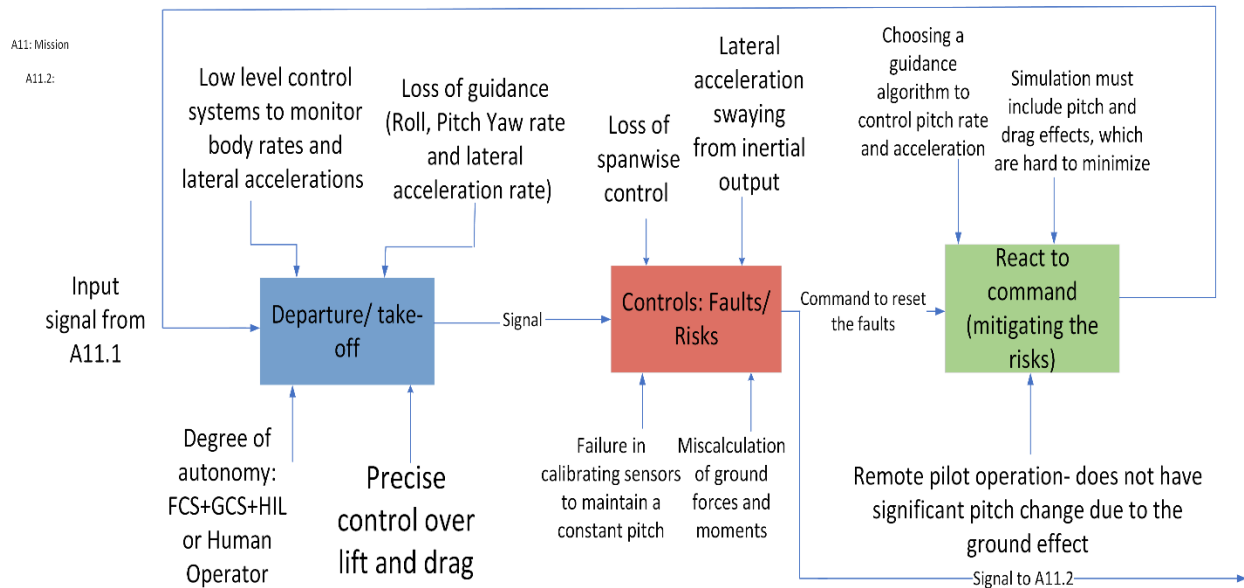 A11: Mission
A11.2:
Low level control
systems to monitor
body rates and
lateral accelerations
Loss of guidance
(Roll, Pitch Yaw rate
and lateral
acceleration rate)
Loss of
spanwise
control
Lateral
acceleration
swaying
from inertial
output
Choosing a
guidance
algorithm to
control pitch rate
and acceleration
Simulation must
include pitch and
drag effects, which
are hard to minimize
Input
signal from
A11.1
Departure/ take-
off
Signal
Controls: Faults/
Risks
Command to reset
the faults
React to
command
(mitigating the
risks)
Degree of
autonomy:
FCS+GCS+HIL
or Human
Operator
Precise
control over
lift and drag
Failure in
calibrating sensors
to maintain a
constant pitch
Miscalculation
of ground
forces and
moments
Remote pilot operation- does not have
significant pitch change due to the
ground effect
Signal to A11.2